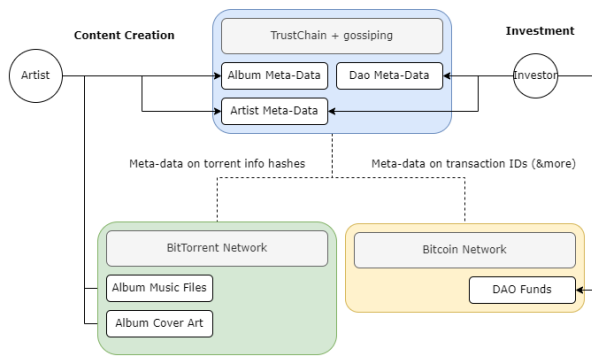 TrustChain + gossiping
Content Creation
Investment
Artist
Album Meta-Data
Dao Meta-Data
Investor
Artist Meta-Data
Meta-data on torrent info hashes
Meta-data on transaction IDs (&more)
BitTorrent Network
Bitcoin Network
Album Music Files
DAO Funds
Album Cover Art